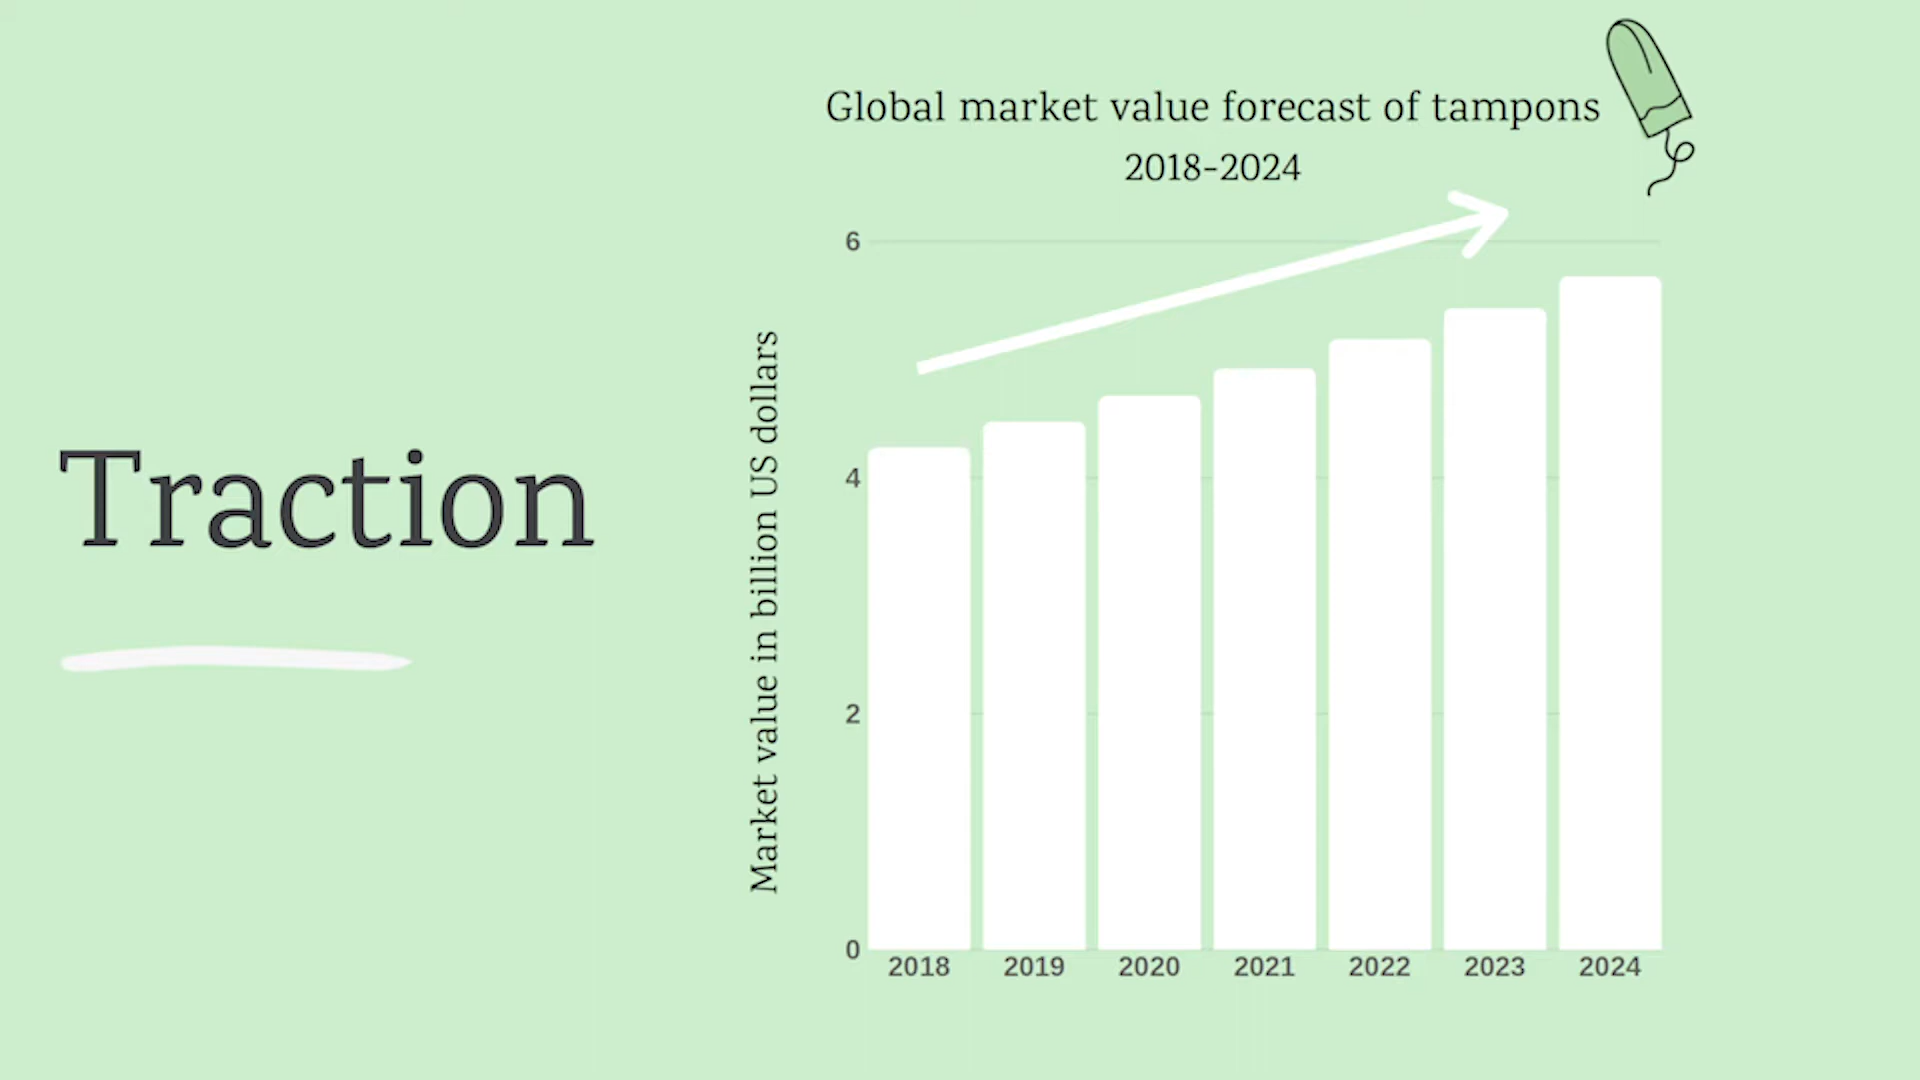 Global market value forecast of tampons
2018-2024
Traction
Market value in billion US dollars
6
4
2
0
2018 2019 2020 2021 2022 2023 2024